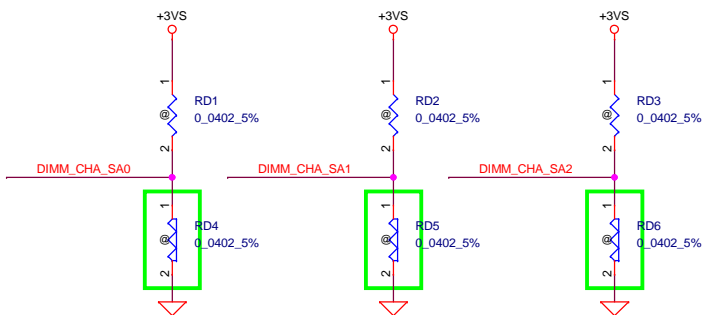 +3VS +3VS +3VS
1 1 1
RD1 RD2 RD3
@ 0_0402_5% @ 0_0402_5% @ 0_0402_5%
2 2 2
DIMM_CHA_SA0 DIMM_CHA_SA1 DIMM_CHA_SA2
1 1 1
RD4 RD5 RD6
@ 0_0402_5% @ 0_0402_5% @ 0_0402_5%
2 2 2